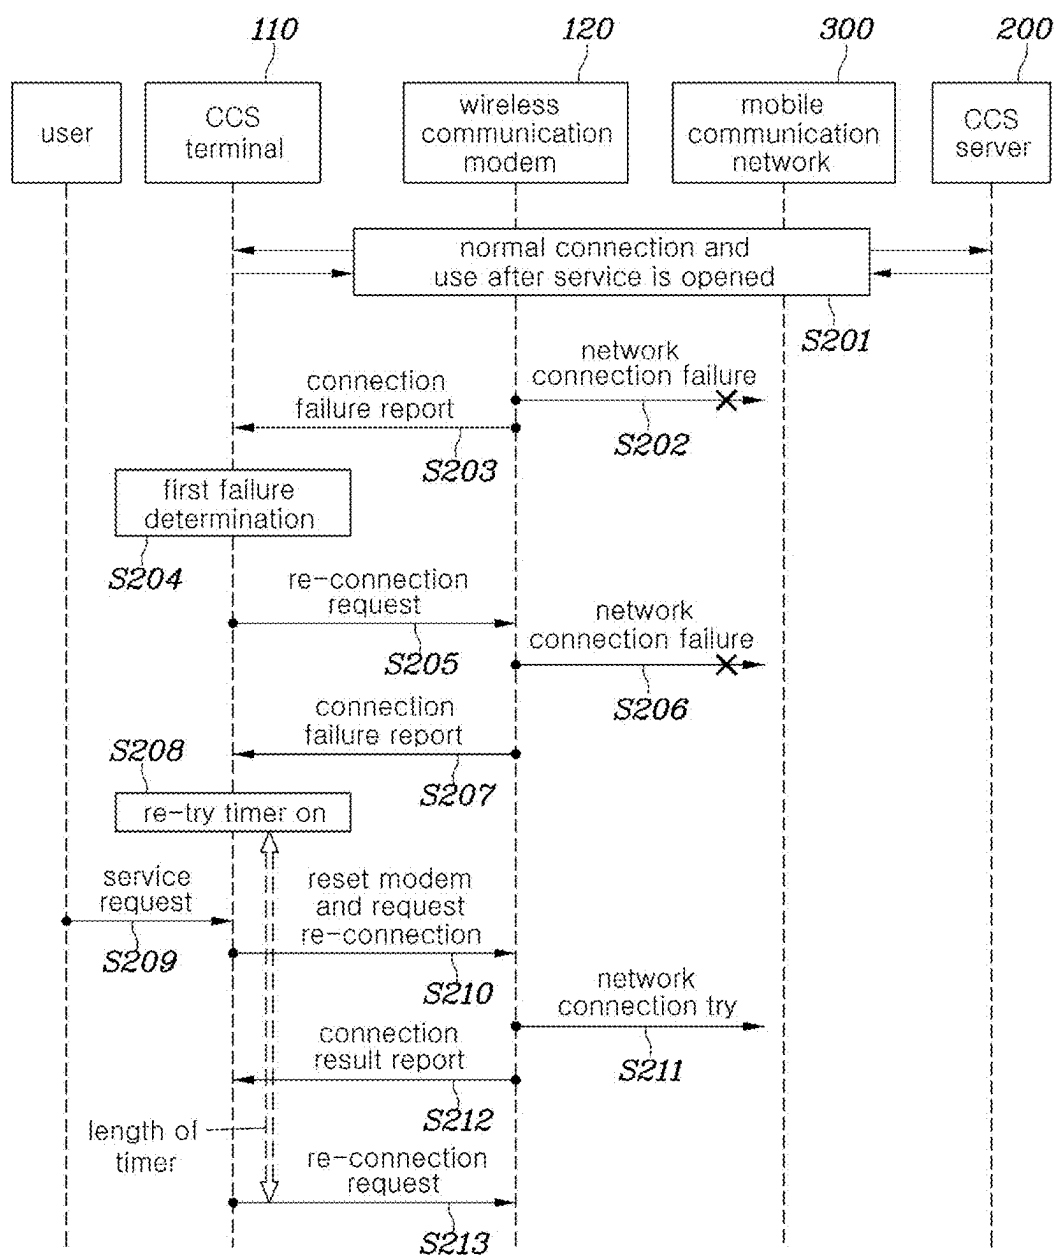 110
120
300
200
user
CCS
terminal
wireless
communication
modem
mobile
communication
network
CCS
server
normal connection and
use after service is opened
S201
network
connection failure
S202
connection
failure report
S203
first failure
determination
S204
re-connection
request
S205
network
connection failure
S206
connection
failure report
S207
S208
re-try timer on
service
request
S209
reset modem
and request
re-connection
S210
network
connection try
S211
connection
result report
S212
length of
timer
re-connection
request
S213